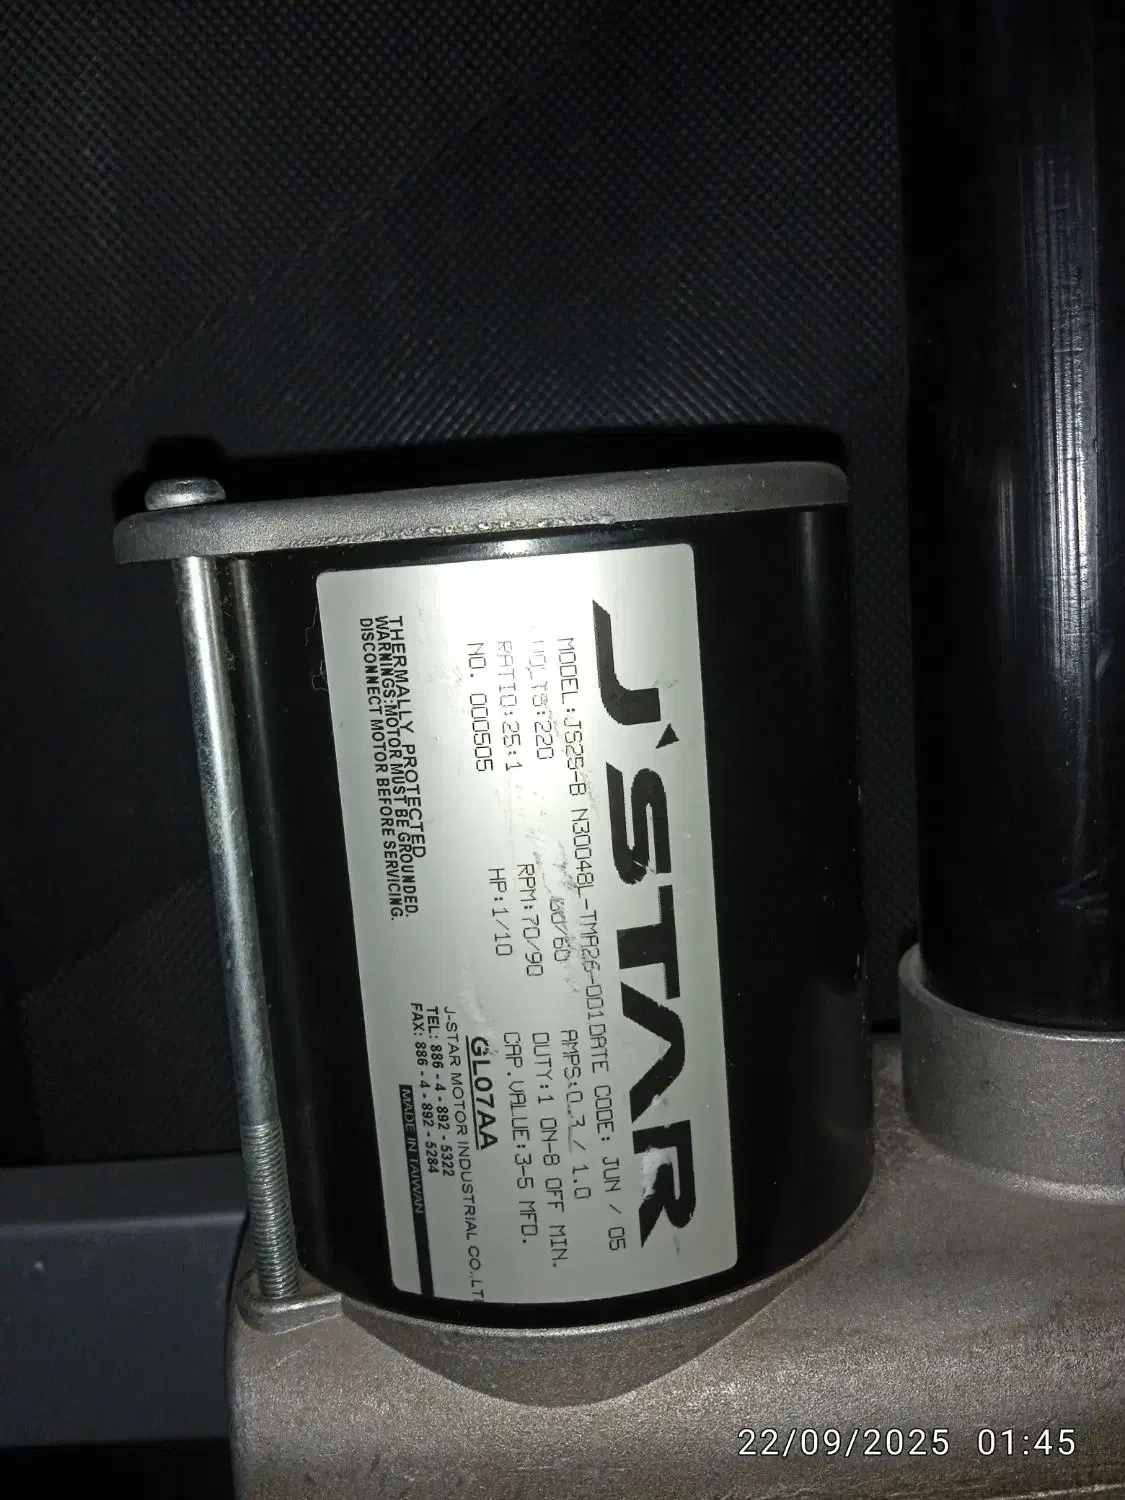 J'STAR
MODEL:JS25-B N30048L-TMA26-001DATE CODE: JUN / 05
VOLTS:220 60/60 AMPS:0.3 / 1.0
RATIO:25:1 RPM:70/90 DUTY:1 ON-8 OFF MIN.
NO. 000505 HP:1/10 CAP.VALUE:3-5 MFD.
GL07AA
THERMALLY PROTECTED
WARNINGS:MOTOR MUST BE GROUNDED.
DISCONNECT MOTOR BEFORE SERVICING.
J-STAR MOTOR INDUSTRIAL CO.,LT
TEL: 886 - 4 - 892 - 5322
FAX: 886 - 4 - 892 - 5284
MADE IN TAIWAN
22/09/2025 01:45